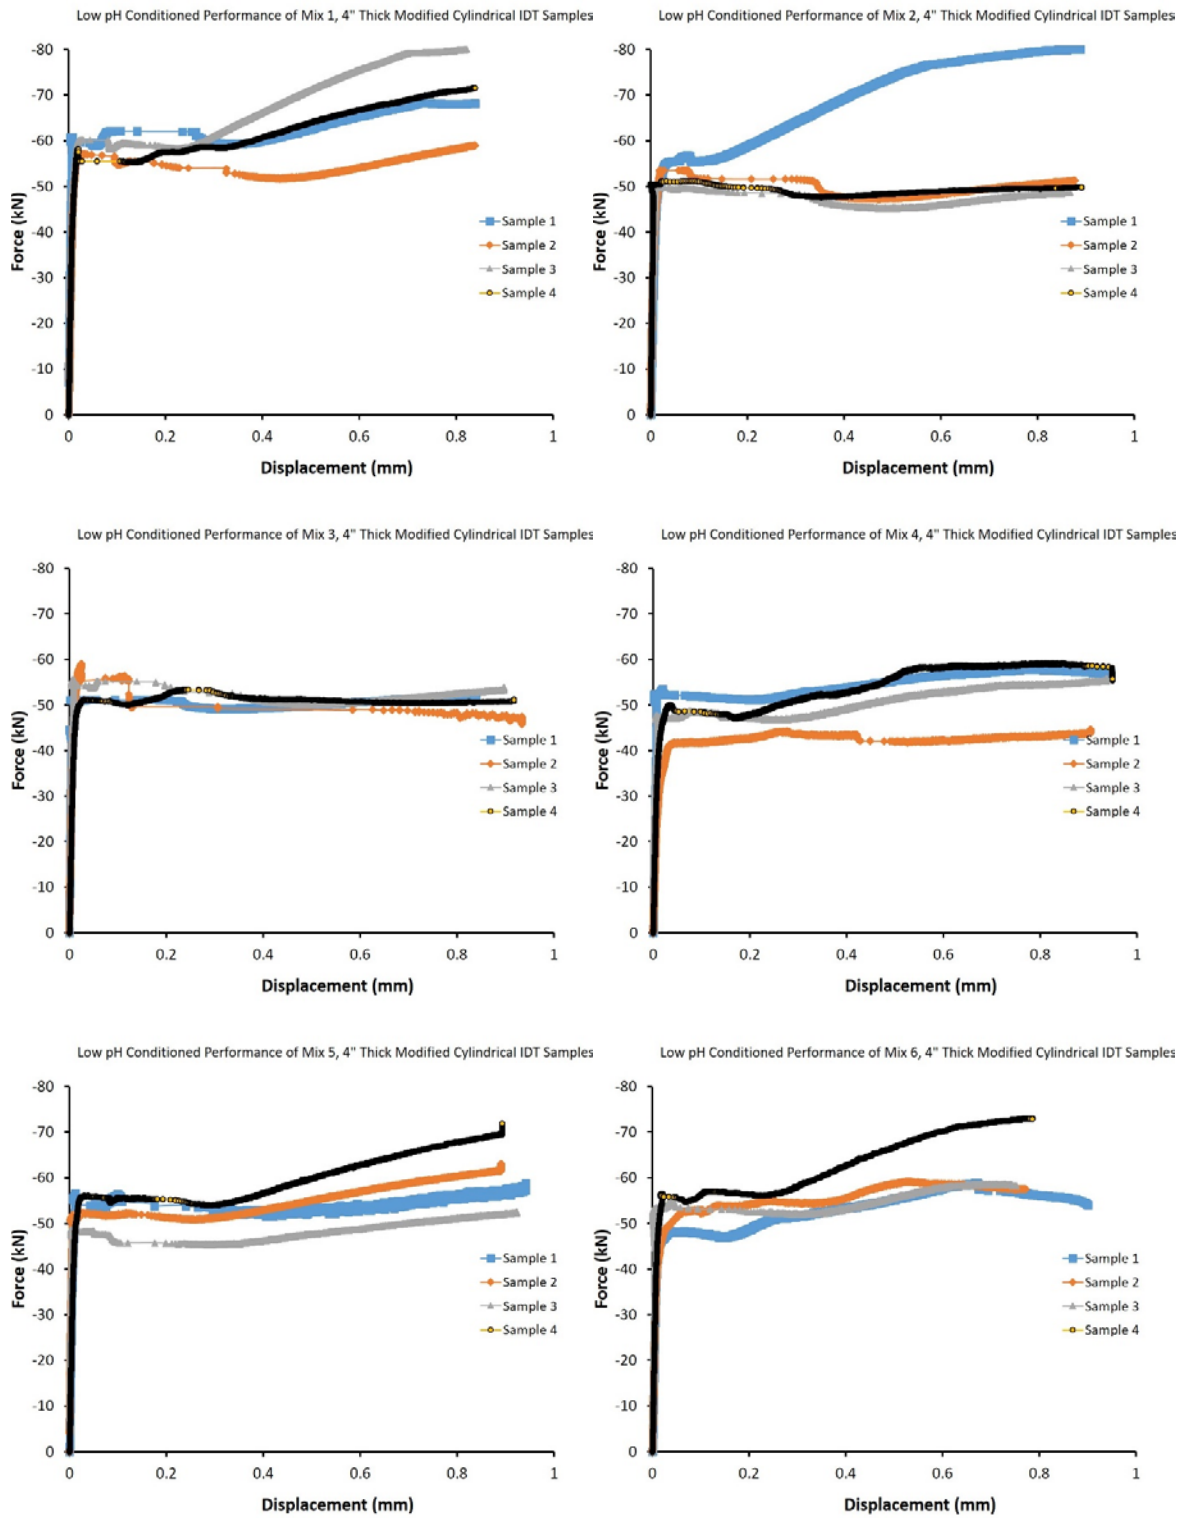 Low pH Conditioned Performance of Mix 1, 4" Thick Modified Cylindrical IDT Samples
-80
-70
-60
-50
-40
-30
-20
-10
0
Force (kN)
Sample 1
Sample 2
Sample 3
Sample 4
0 0.2 0.4 0.6 0.8 1
Displacement (mm)
Low pH Conditioned Performance of Mix 2, 4" Thick Modified Cylindrical IDT Samples
-80
-70
-60
-50
-40
-30
-20
-10
0
Force (kN)
Sample 1
Sample 2
Sample 3
Sample 4
0 0.2 0.4 0.6 0.8 1
Displacement (mm)
Low pH Conditioned Performance of Mix 3, 4" Thick Modified Cylindrical IDT Samples
-80
-70
-60
-50
-40
-30
-20
-10
0
Force (kN)
Sample 1
Sample 2
Sample 3
Sample 4
0 0.2 0.4 0.6 0.8 1
Displacement (mm)
Low pH Conditioned Performance of Mix 4, 4" Thick Modified Cylindrical IDT Samples
-80
-70
-60
-50
-40
-30
-20
-10
0
Force (kN)
Sample 1
Sample 2
Sample 3
Sample 4
0 0.2 0.4 0.6 0.8 1
Displacement (mm)
Low pH Conditioned Performance of Mix 5, 4" Thick Modified Cylindrical IDT Samples
-80
-70
-60
-50
-40
-30
-20
-10
0
Force (kN)
Sample 1
Sample 2
Sample 3
Sample 4
0 0.2 0.4 0.6 0.8 1
Displacement (mm)
Low pH Conditioned Performance of Mix 6, 4" Thick Modified Cylindrical IDT Samples
-80
-70
-60
-50
-40
-30
-20
-10
0
Force (kN)
Sample 1
Sample 2
Sample 3
Sample 4
0 0.2 0.4 0.6 0.8 1
Displacement (mm)